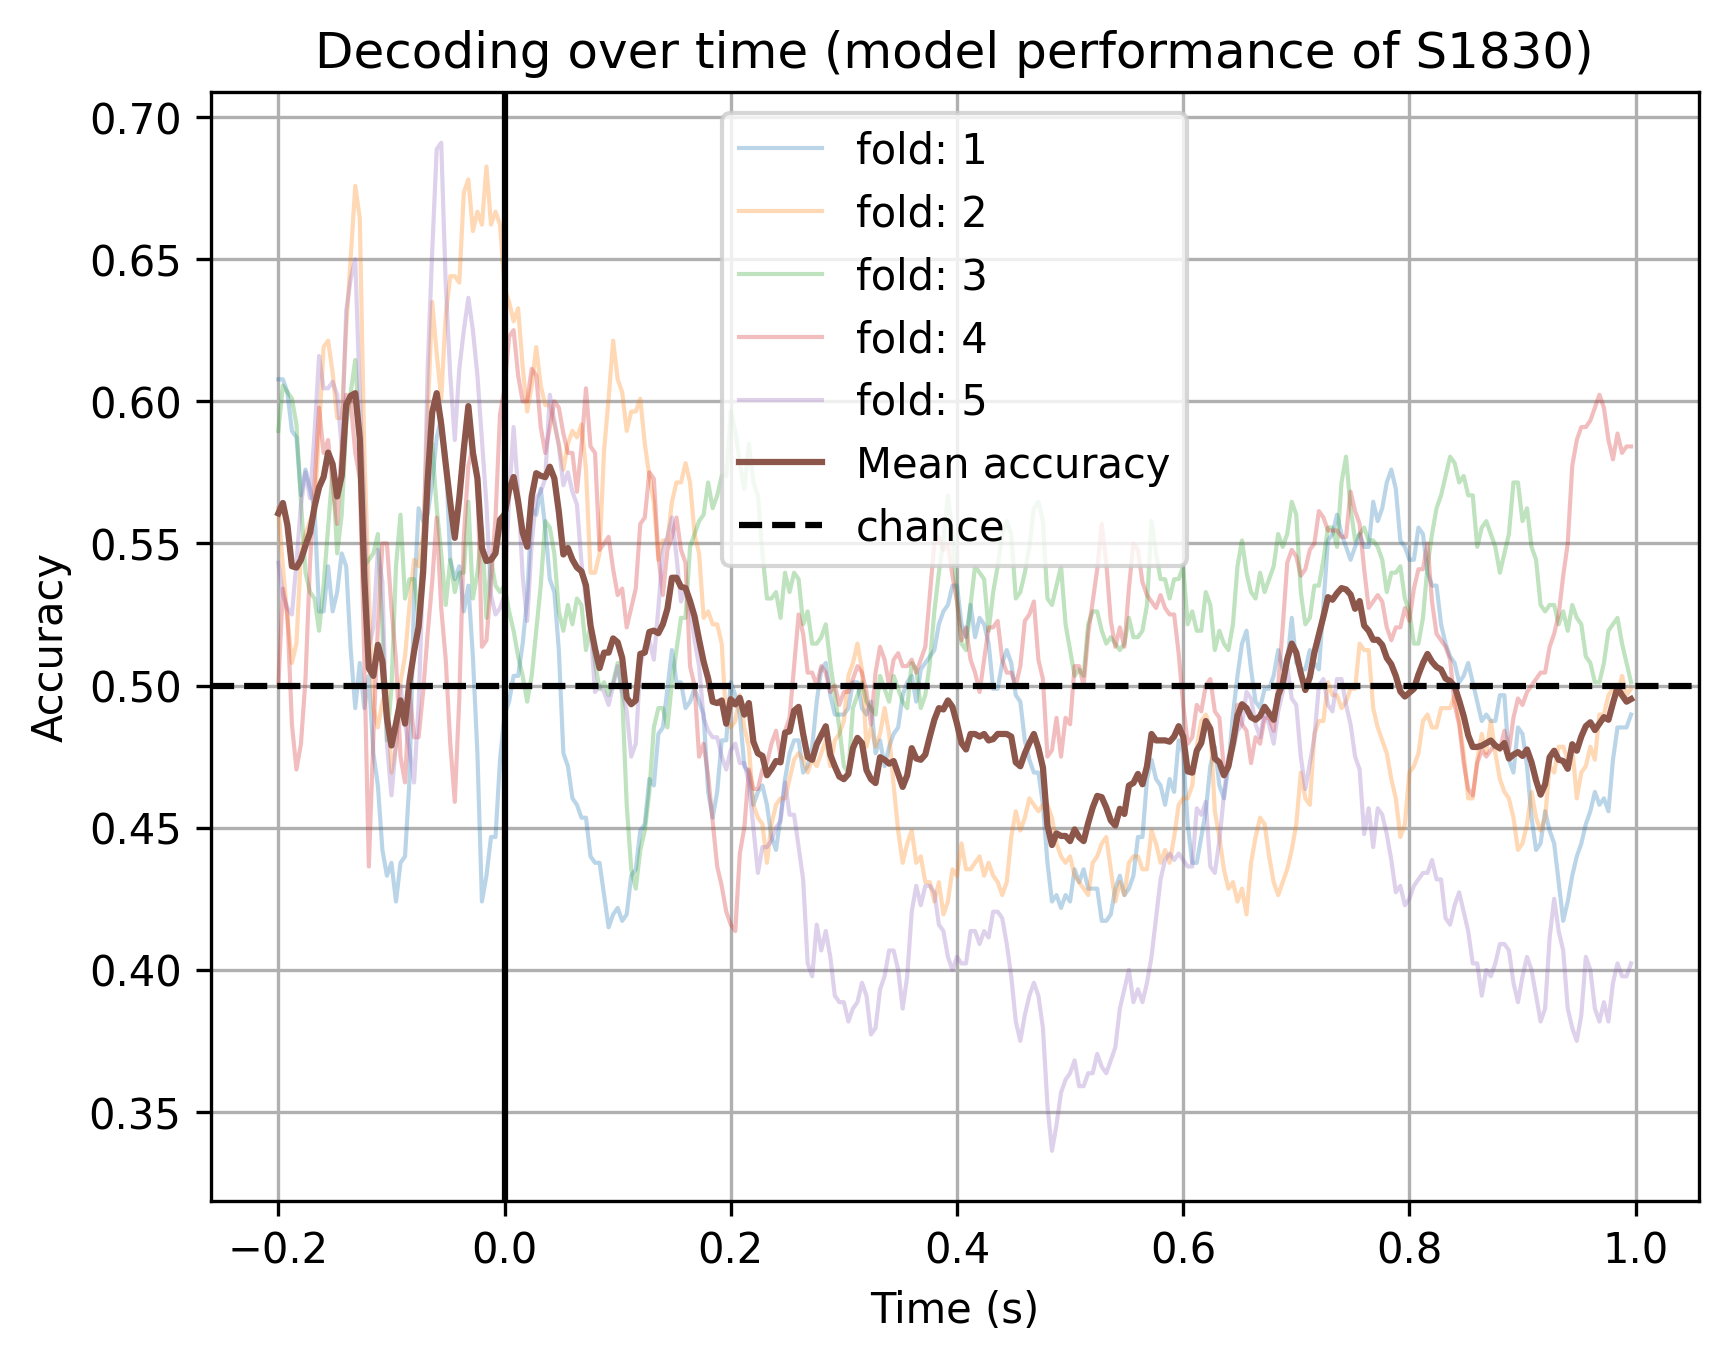 Decoding over time (model performance of S1830)
0.70
0.65
0.60
0.55
0.50
0.45
0.40
0.35
Accuracy
fold: 1
fold: 2
fold: 3
fold: 4
fold: 5
Mean accuracy
chance
−0.2 0.0 0.2 0.4 0.6 0.8 1.0
Time (s)